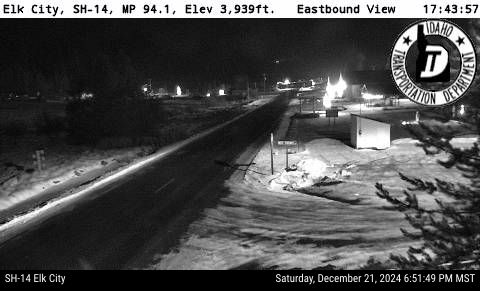 Elk City, SH-14, MP 94.1, Elev 3,939ft. Eastbound View 17:43:57
IDAHO
TRANSPORTATION DEPARTMENT
SH-14 Elk City
Saturday, December 21, 2024 6:51:49 PM MST